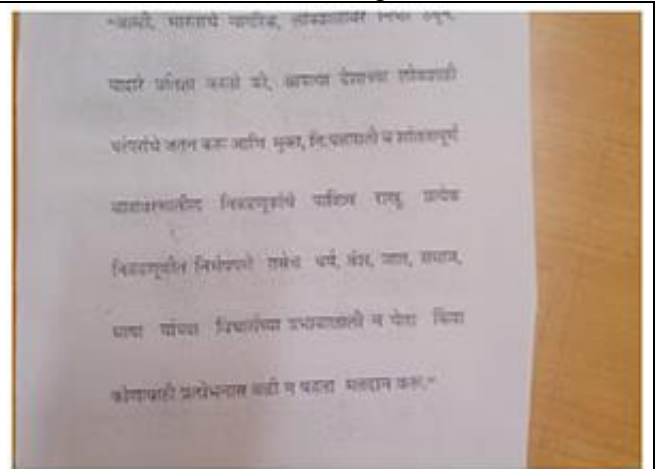 "आम्ही, भारताचे नागरिक, लोकशाहीवर निष्ठा ठेवून,
याद्वारे प्रतिज्ञा करतो की, आपल्या देशाच्या लोकशाही
परंपरांचे जतन करू आणि मुक्त, नि:पक्षपाती व शांततापूर्ण
वातावरणातील निवडणुकांचे पावित्र्य राखू प्रत्येक
निवडणुकीत निर्भयपणे तसेच धर्म, वंश, जात, समाज,
भाषा यांच्या विचारांच्या प्रभावाखाली न येता किंवा
कोणत्याही प्रलोभनास बळी न पडता मतदान करू."